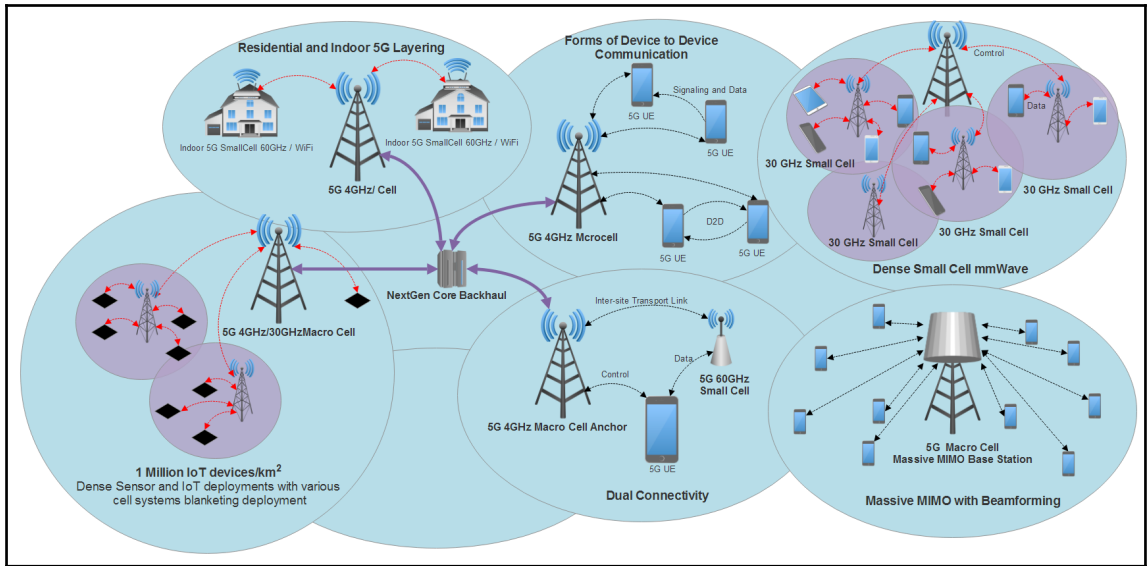 Residential and Indoor 5G Layering
Indoor 5G SmallCell 60GHz / WiFi
Indoor 5G SmallCell 60GHz / WiFi
5G 4GHz/ Cell
Forms of Device to Device
Communication
Signaling and Data
5G UE
5G UE
D2D
5G UE
5G UE
5G 4GHz Mcrocell
Comtrol
Data
30 GHz Small Cell
30 GHz Small Cell
30 GHz Small Cell
30 GHz Small Cell
Dense Small Cell mmWave
NextGen Core Backhaul
5G 4GHz/30GHzMacro Cell
1 Million IoT devices/km²
Dense Sensor and IoT deployments with various
cell systems blanketing deployment
Inter-site Transport Link
Data
Control
5G 60GHz
Small Cell
5G 4GHz Macro Cell Anchor
5G UE
Dual Connectivity
5G Macro Cell
Massive MIMO Base Station
Massive MIMO with Beamforming